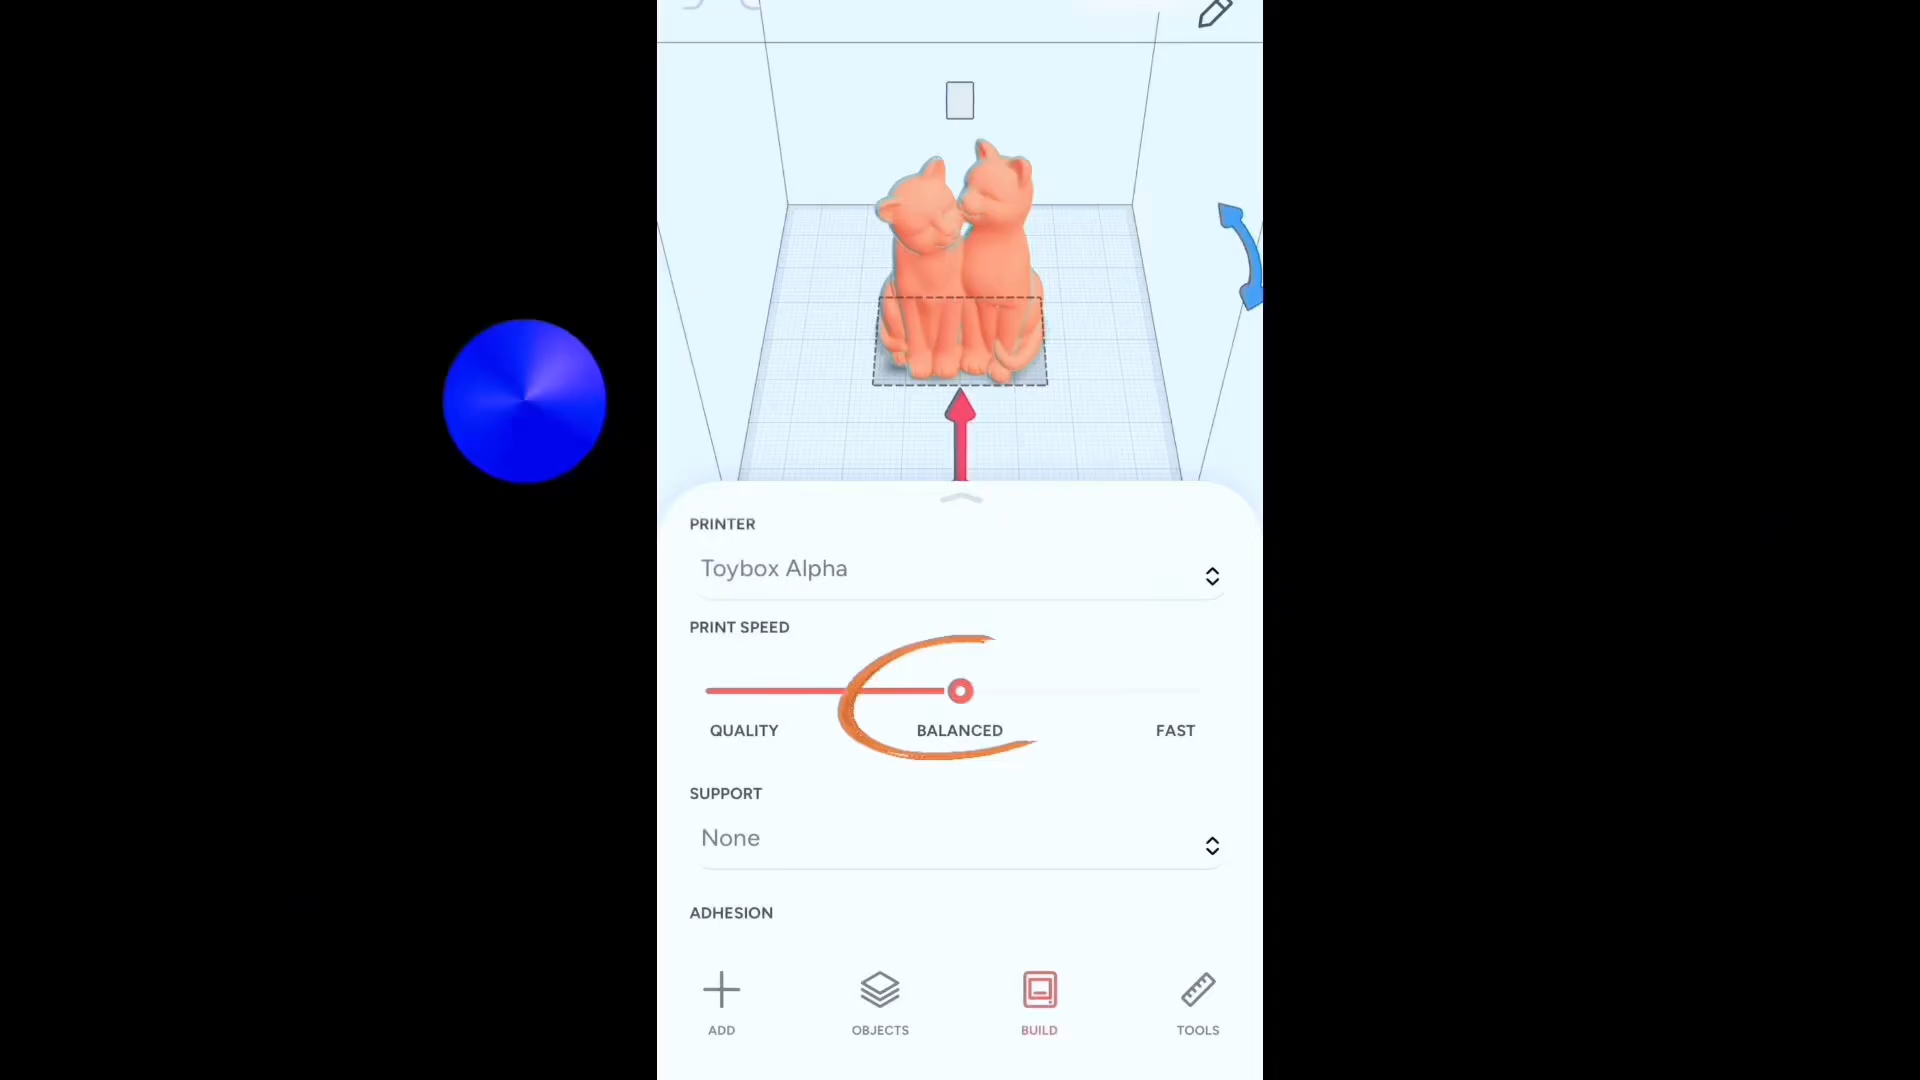 PRINTER
Toybox Alpha
PRINT SPEED
QUALITY BALANCED FAST
SUPPORT
None
ADHESION
ADD OBJECTS BUILD TOOLS